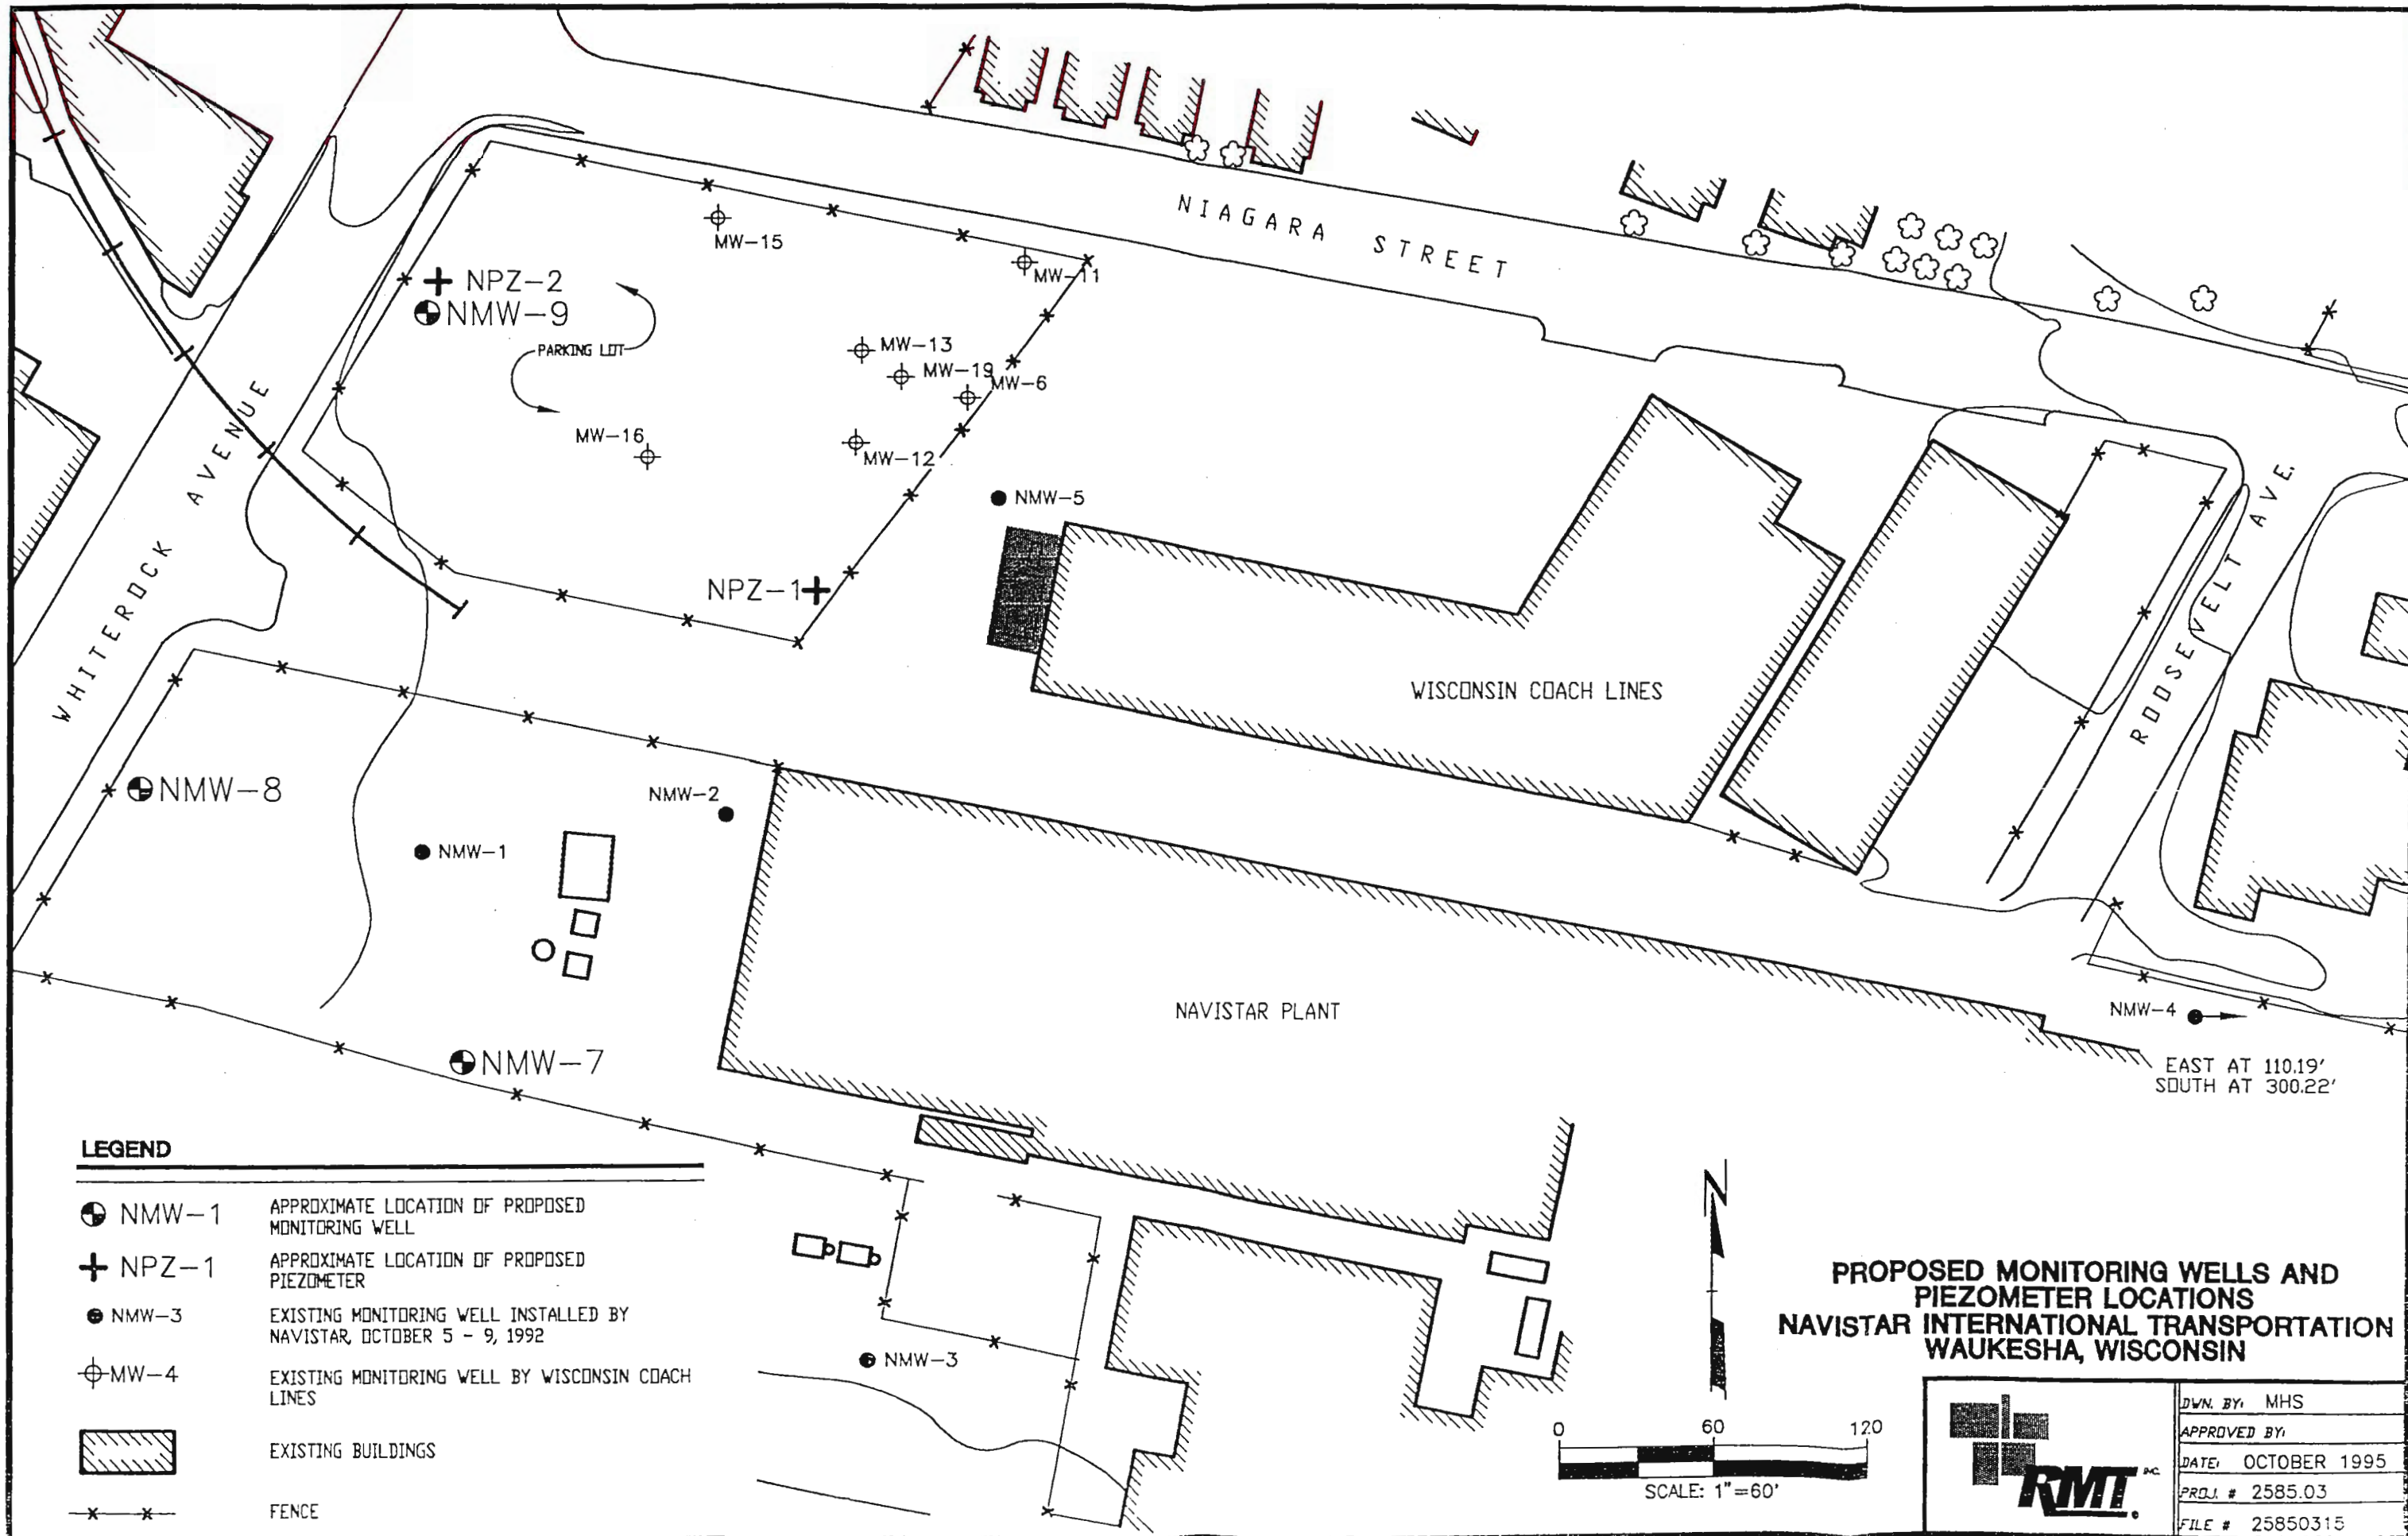 NIAGARA STREET
MW-15
MW-11
NPZ-2
NMW-9
PARKING LOT
MW-13
MW-19
MW-6
MW-16
MW-12
WHITEROCK AVENUE
NMW-5
NPZ-1
ROOSEVELT AVE.
WISCONSIN COACH LINES
NMW-8
NMW-2
NMW-1
NAVISTAR PLANT
NMW-4
EAST AT 110.19'
SOUTH AT 300.22'
NMW-7
NMW-3
LEGEND
NMW-1 APPROXIMATE LOCATION OF PROPOSED
MONITORING WELL
NPZ-1 APPROXIMATE LOCATION OF PROPOSED
PIEZOMETER
NMW-3 EXISTING MONITORING WELL INSTALLED BY
NAVISTAR, OCTOBER 5 - 9, 1992
MW-4 EXISTING MONITORING WELL BY WISCONSIN COACH
LINES
EXISTING BUILDINGS
FENCE
N
0 60 120
SCALE: 1"=60'
PROPOSED MONITORING WELLS AND
PIEZOMETER LOCATIONS
NAVISTAR INTERNATIONAL TRANSPORTATION
WAUKESHA, WISCONSIN
RMT INC.
DWN. BY: MHS
APPROVED BY:
DATE: OCTOBER 1995
PROJ. # 2585.03
FILE # 25850315